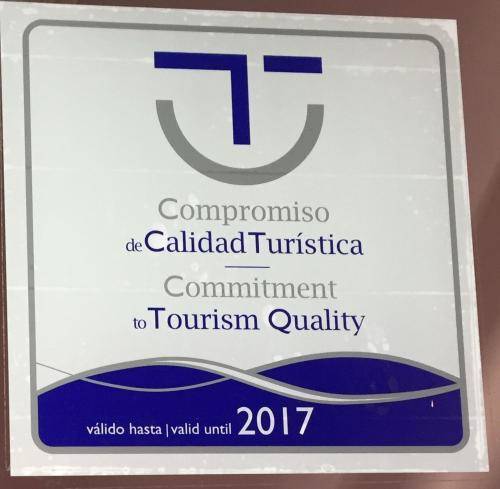 Compromiso
de Calidad Turística
Commitment
to Tourism Quality
válido hasta | valid until 2017